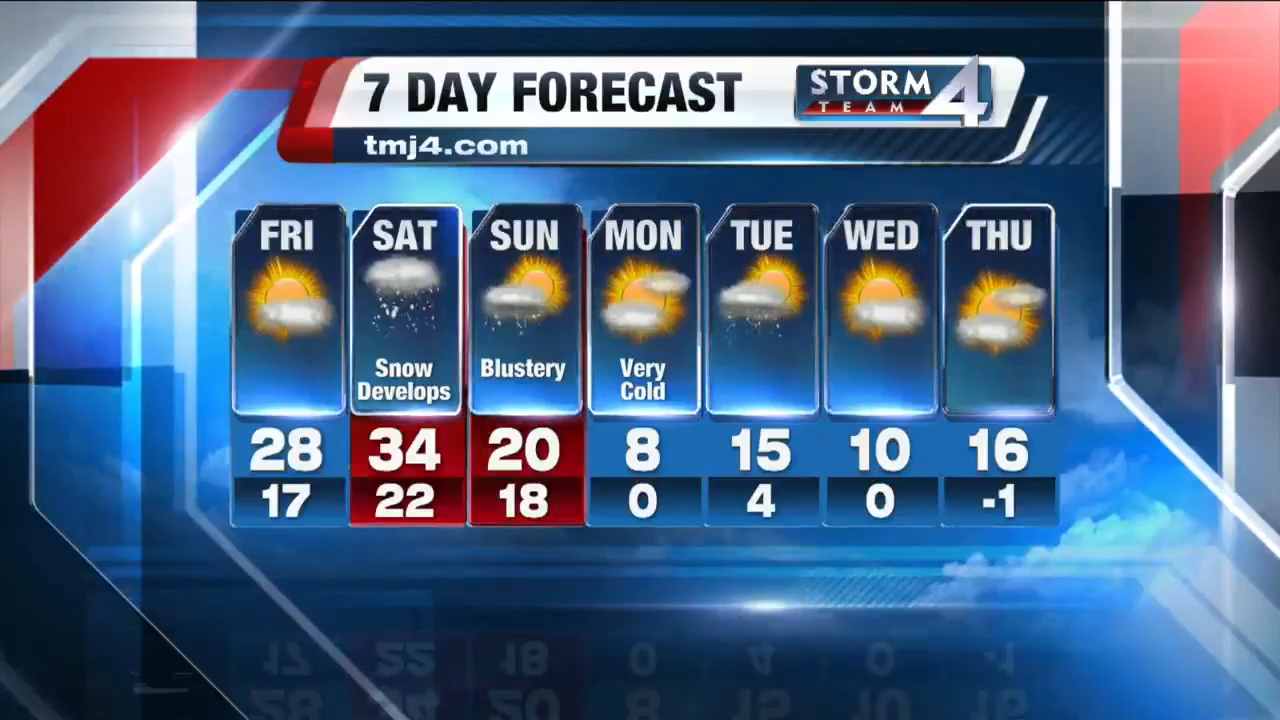 7 DAY FORECAST
STORM
TEAM 4
tmj4.com
FRI SAT SUN MON TUE WED THU
Snow Develops
Blustery
Very Cold
28 34 20 8 15 10 16
17 22 18 0 4 0 -1